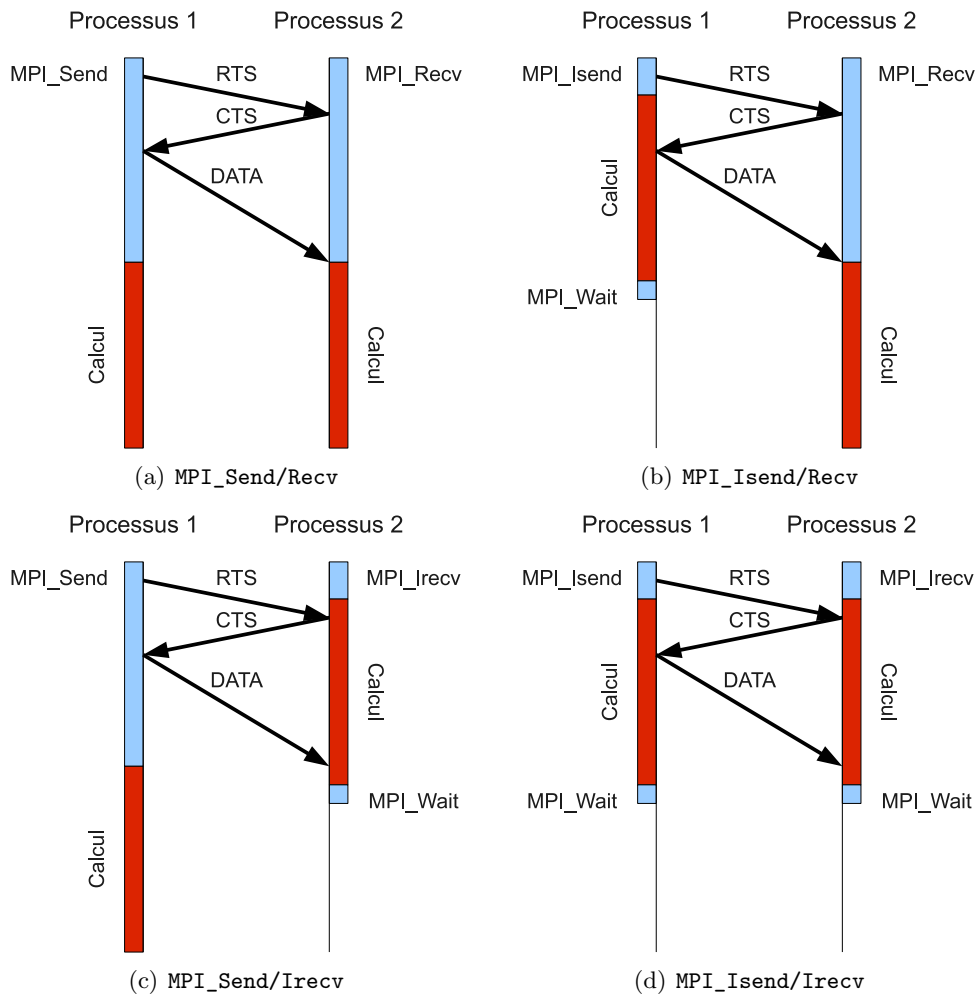 Processus 1 Processus 2 Processus 1 Processus 2
MPI_Send RTS MPI_Recv MPI_Isend RTS MPI_Recv
CTS CTS
DATA Calcul DATA
MPI_Wait
Calcul Calcul Calcul
(a) MPI_Send/Recv (b) MPI_Isend/Recv
Processus 1 Processus 2 Processus 1 Processus 2
MPI_Send RTS MPI_Irecv MPI_Isend RTS MPI_Irecv
CTS CTS
DATA Calcul Calcul DATA Calcul
MPI_Wait MPI_Wait MPI_Wait
Calcul
(c) MPI_Send/Irecv (d) MPI_Isend/Irecv